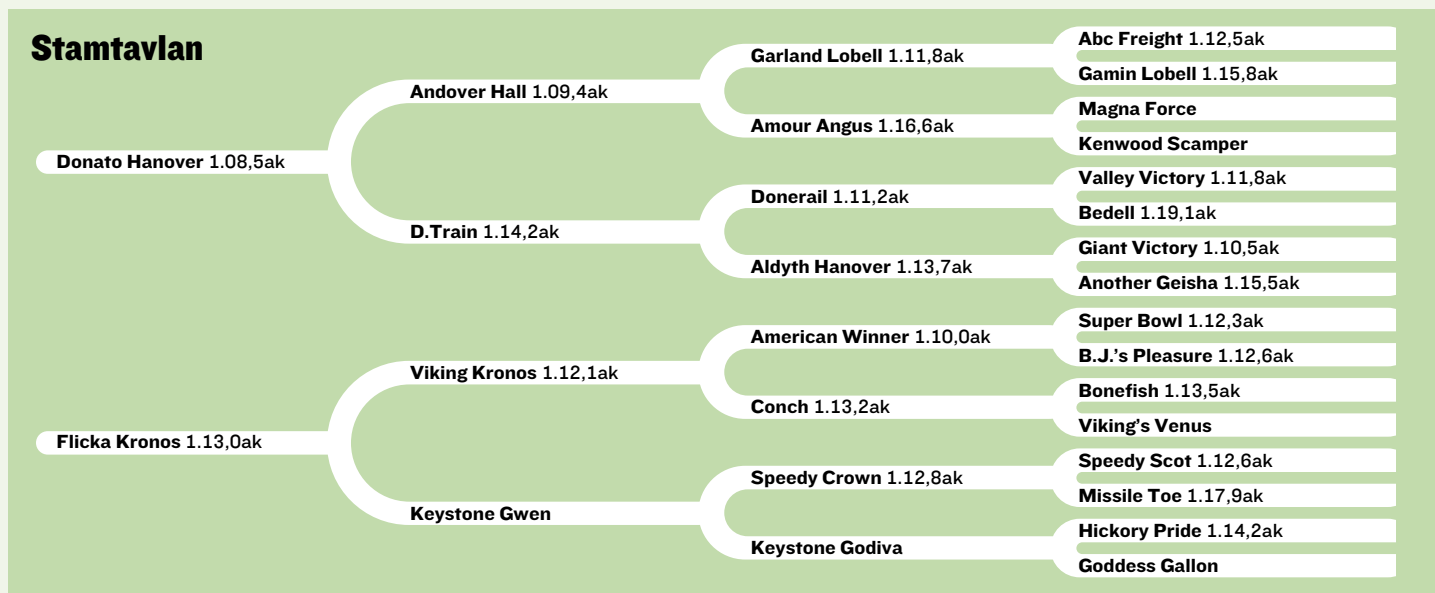 Stamtavlan
Donato Hanover 1.08,5ak
Flicka Kronos 1.13,0ak
Andover Hall 1.09,4ak
D.Train 1.14,2ak
Viking Kronos 1.12,1ak
Keystone Gwen
Garland Lobell 1.11,8ak
Amour Angus 1.16,6ak
Donerail 1.11,2ak
Aldyth Hanover 1.13,7ak
American Winner 1.10,0ak
Conch 1.13,2ak
Speedy Crown 1.12,8ak
Keystone Godiva
Abc Freight 1.12,5ak
Gamin Lobell 1.15,8ak
Magna Force
Kenwood Scamper
Valley Victory 1.11,8ak
Bedell 1.19,1ak
Giant Victory 1.10,5ak
Another Geisha 1.15,5ak
Super Bowl 1.12,3ak
B.J.'s Pleasure 1.12,6ak
Bonefish 1.13,5ak
Viking's Venus
Speedy Scot 1.12,6ak
Missile Toe 1.17,9ak
Hickory Pride 1.14,2ak
Goddess Gallon